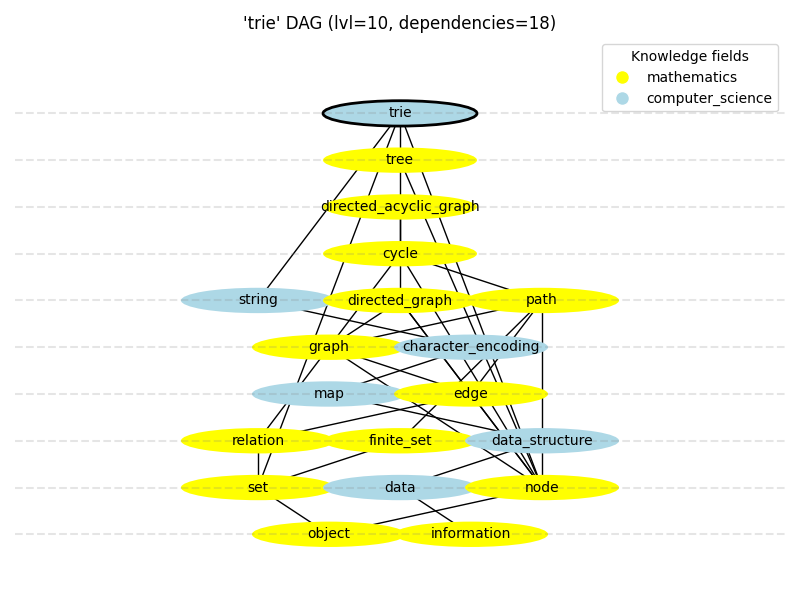 'trie' DAG (lvl=10, dependencies=18)
Knowledge fields
mathematics
computer_science
trie
tree
directed_acyclic_graph
cycle
string
directed_graph
path
graph
character_encoding
map
edge
relation
finite_set
data_structure
set
data
node
object
information